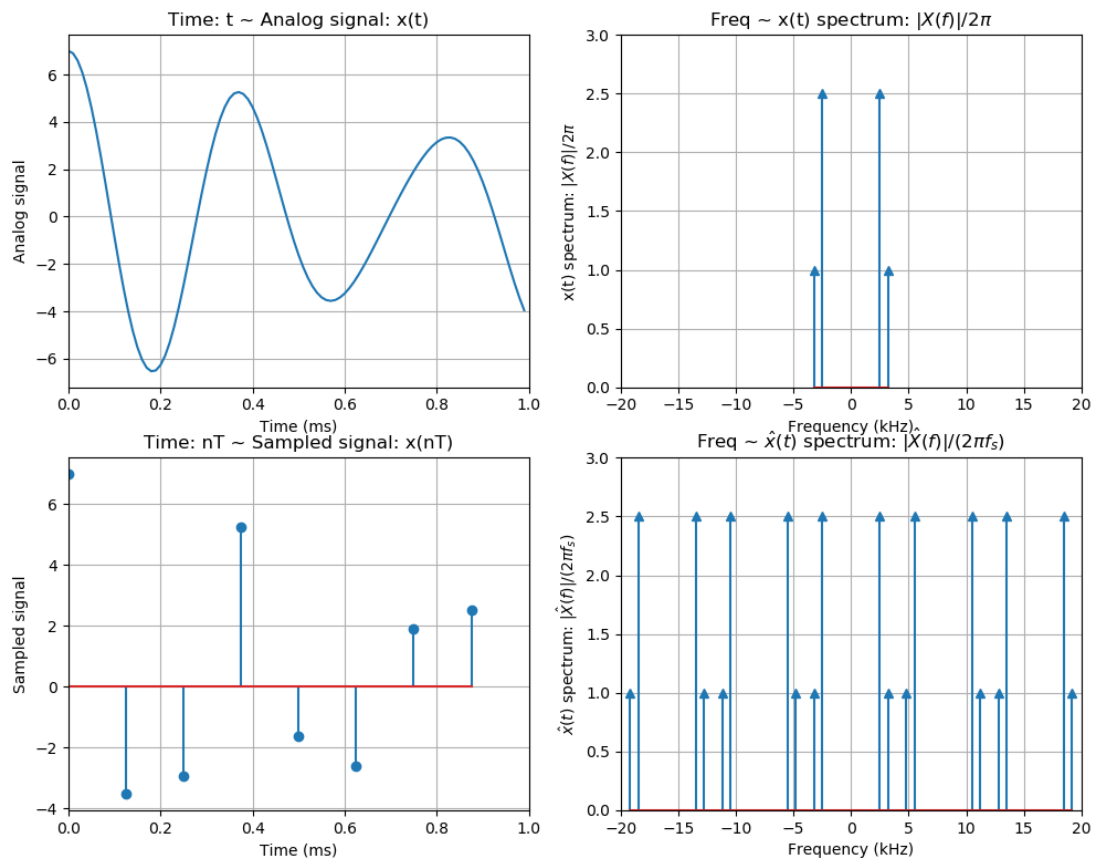 Time: t ~ Analog signal: x(t)
Analog signal
6
4
2
0
−2
−4
−6
0.0 0.2 0.4 0.6 0.8 1.0
Time (ms)
Freq ~ x(t) spectrum: |X(f)|/2π
x(t) spectrum: |X(f)|/2π
3.0
2.5
2.0
1.5
1.0
0.5
0.0
−20 −15 −10 −5 0 5 10 15 20
Frequency (kHz)
Time: nT ~ Sampled signal: x(nT)
Sampled signal
6
4
2
0
−2
−4
0.0 0.2 0.4 0.6 0.8 1.0
Time (ms)
Freq ~ x̂(t) spectrum: |X̂(f)|/(2πfₛ)
x̂(t) spectrum: |X̂(f)|/(2πfₛ)
3.0
2.5
2.0
1.5
1.0
0.5
0.0
−20 −15 −10 −5 0 5 10 15 20
Frequency (kHz)